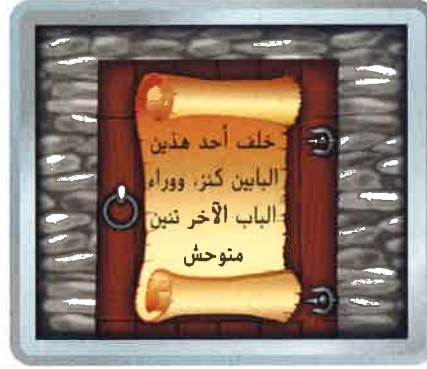 خلف أحد هذين
البابين كنز، ووراء
الباب الآخر تنين
متوحش